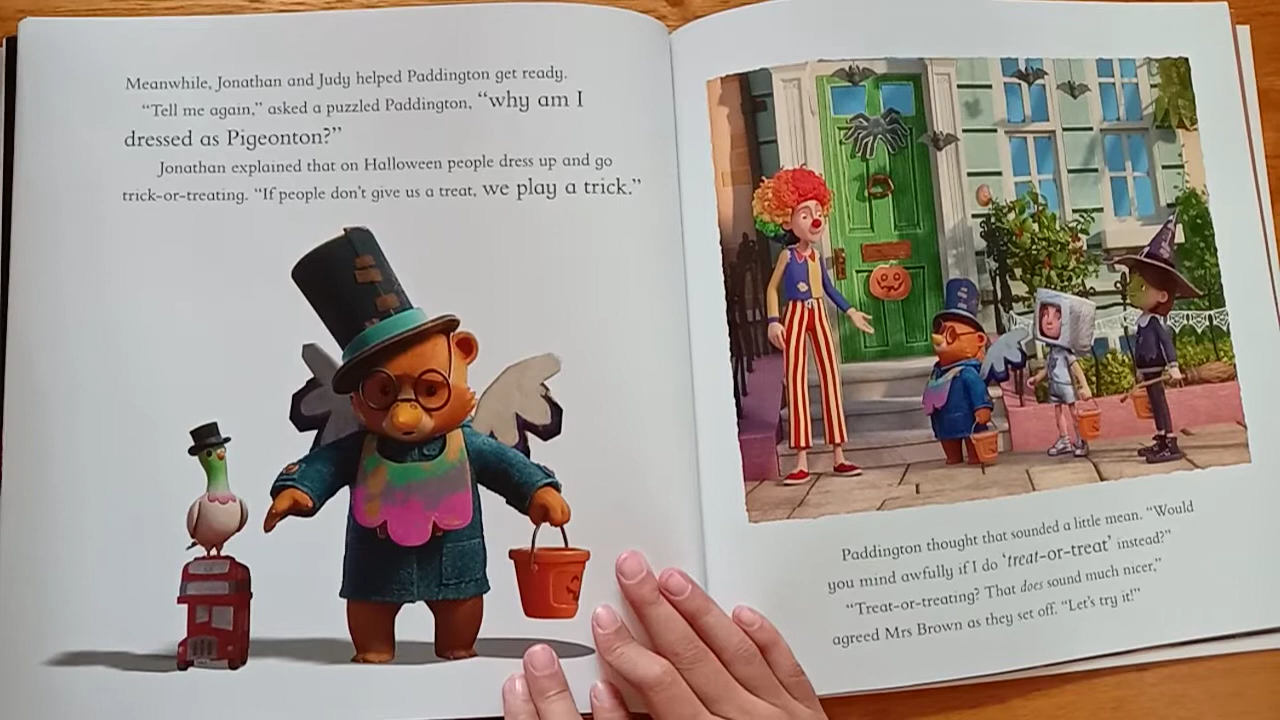 Meanwhile, Jonathan and Judy helped Paddington get ready.
“Tell me again,” asked a puzzled Paddington, “why am I
dressed as Pigeonton?”
Jonathan explained that on Halloween people dress up and go
trick-or-treating. “If people don’t give us a treat, we play a trick.”
Paddington thought that sounded a little mean. “Would
you mind awfully if I do ‘treat-or-treat’ instead?”
“Treat-or-treating? That does sound much nicer,”
agreed Mrs Brown as they set off. “Let’s try it!”